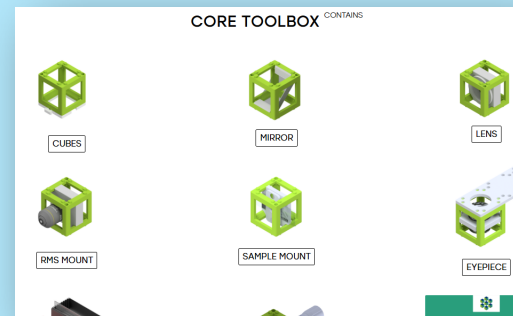 CORE TOOLBOX CONTAINS
CUBES
MIRROR
LENS
RMS MOUNT
SAMPLE MOUNT
EYEPIECE